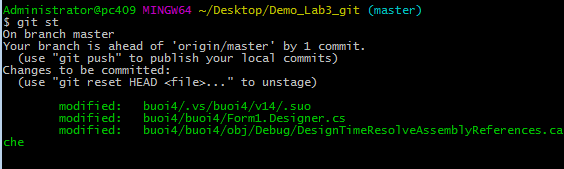 Administrator@pc409 MINGW64 ~/Desktop/Demo_Lab3_git (master)
$ git st
On branch master
Your branch is ahead of 'origin/master' by 1 commit.
  (use "git push" to publish your local commits)
Changes to be committed:
  (use "git reset HEAD <file>..." to unstage)

        modified:   buoi4/.vs/buoi4/v14/.suo
        modified:   buoi4/buoi4/Form1.Designer.cs
        modified:   buoi4/buoi4/obj/Debug/DesignTimeResolveAssemblyReferences.ca
che